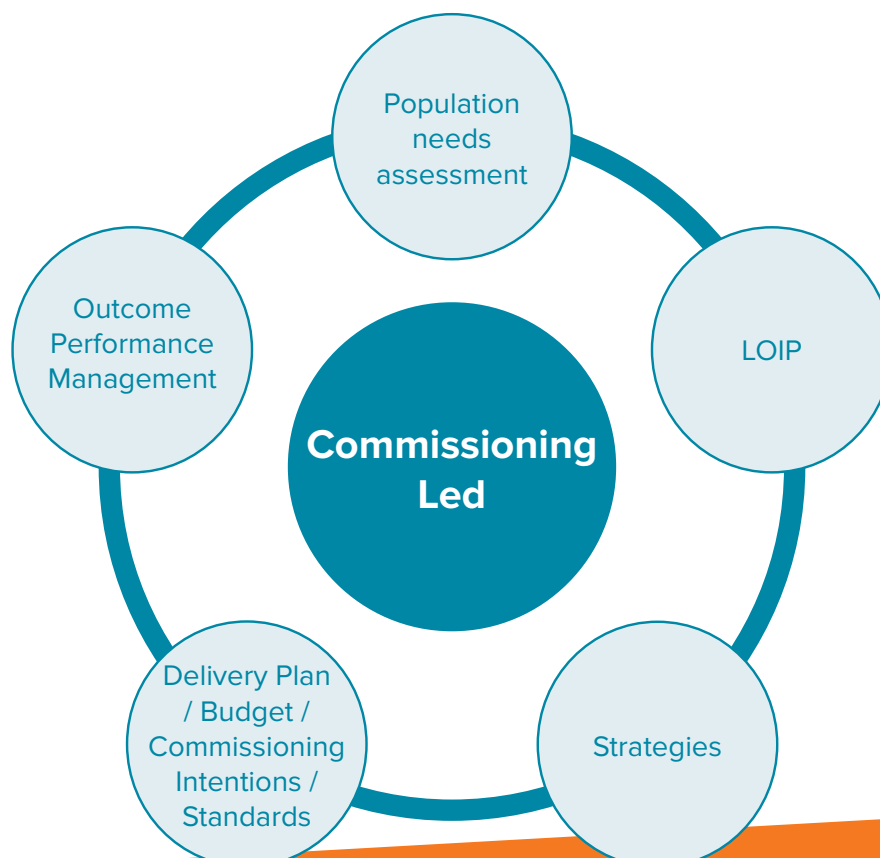 Population
needs
assessment
LOIP
Strategies
Delivery Plan
/ Budget /
Commissioning
Intentions /
Standards
Outcome
Performance
Management
Commissioning
Led